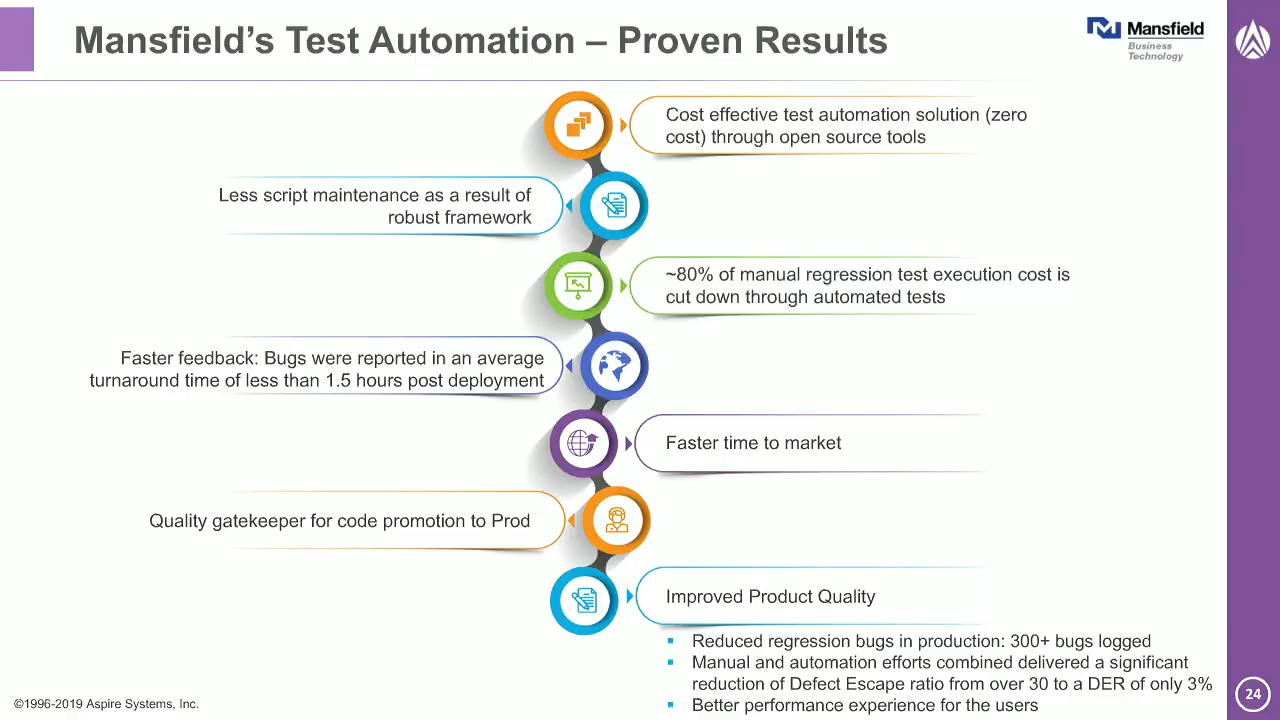 Mansfield’s Test Automation – Proven Results
Mansfield
Business
Technology
Cost effective test automation solution (zero
cost) through open source tools
Less script maintenance as a result of
robust framework
~80% of manual regression test execution cost is
cut down through automated tests
Faster feedback: Bugs were reported in an average
turnaround time of less than 1.5 hours post deployment
Faster time to market
Quality gatekeeper for code promotion to Prod
Improved Product Quality
▪ Reduced regression bugs in production: 300+ bugs logged
▪ Manual and automation efforts combined delivered a significant
reduction of Defect Escape ratio from over 30 to a DER of only 3%
▪ Better performance experience for the users
©1996-2019 Aspire Systems, Inc.
24